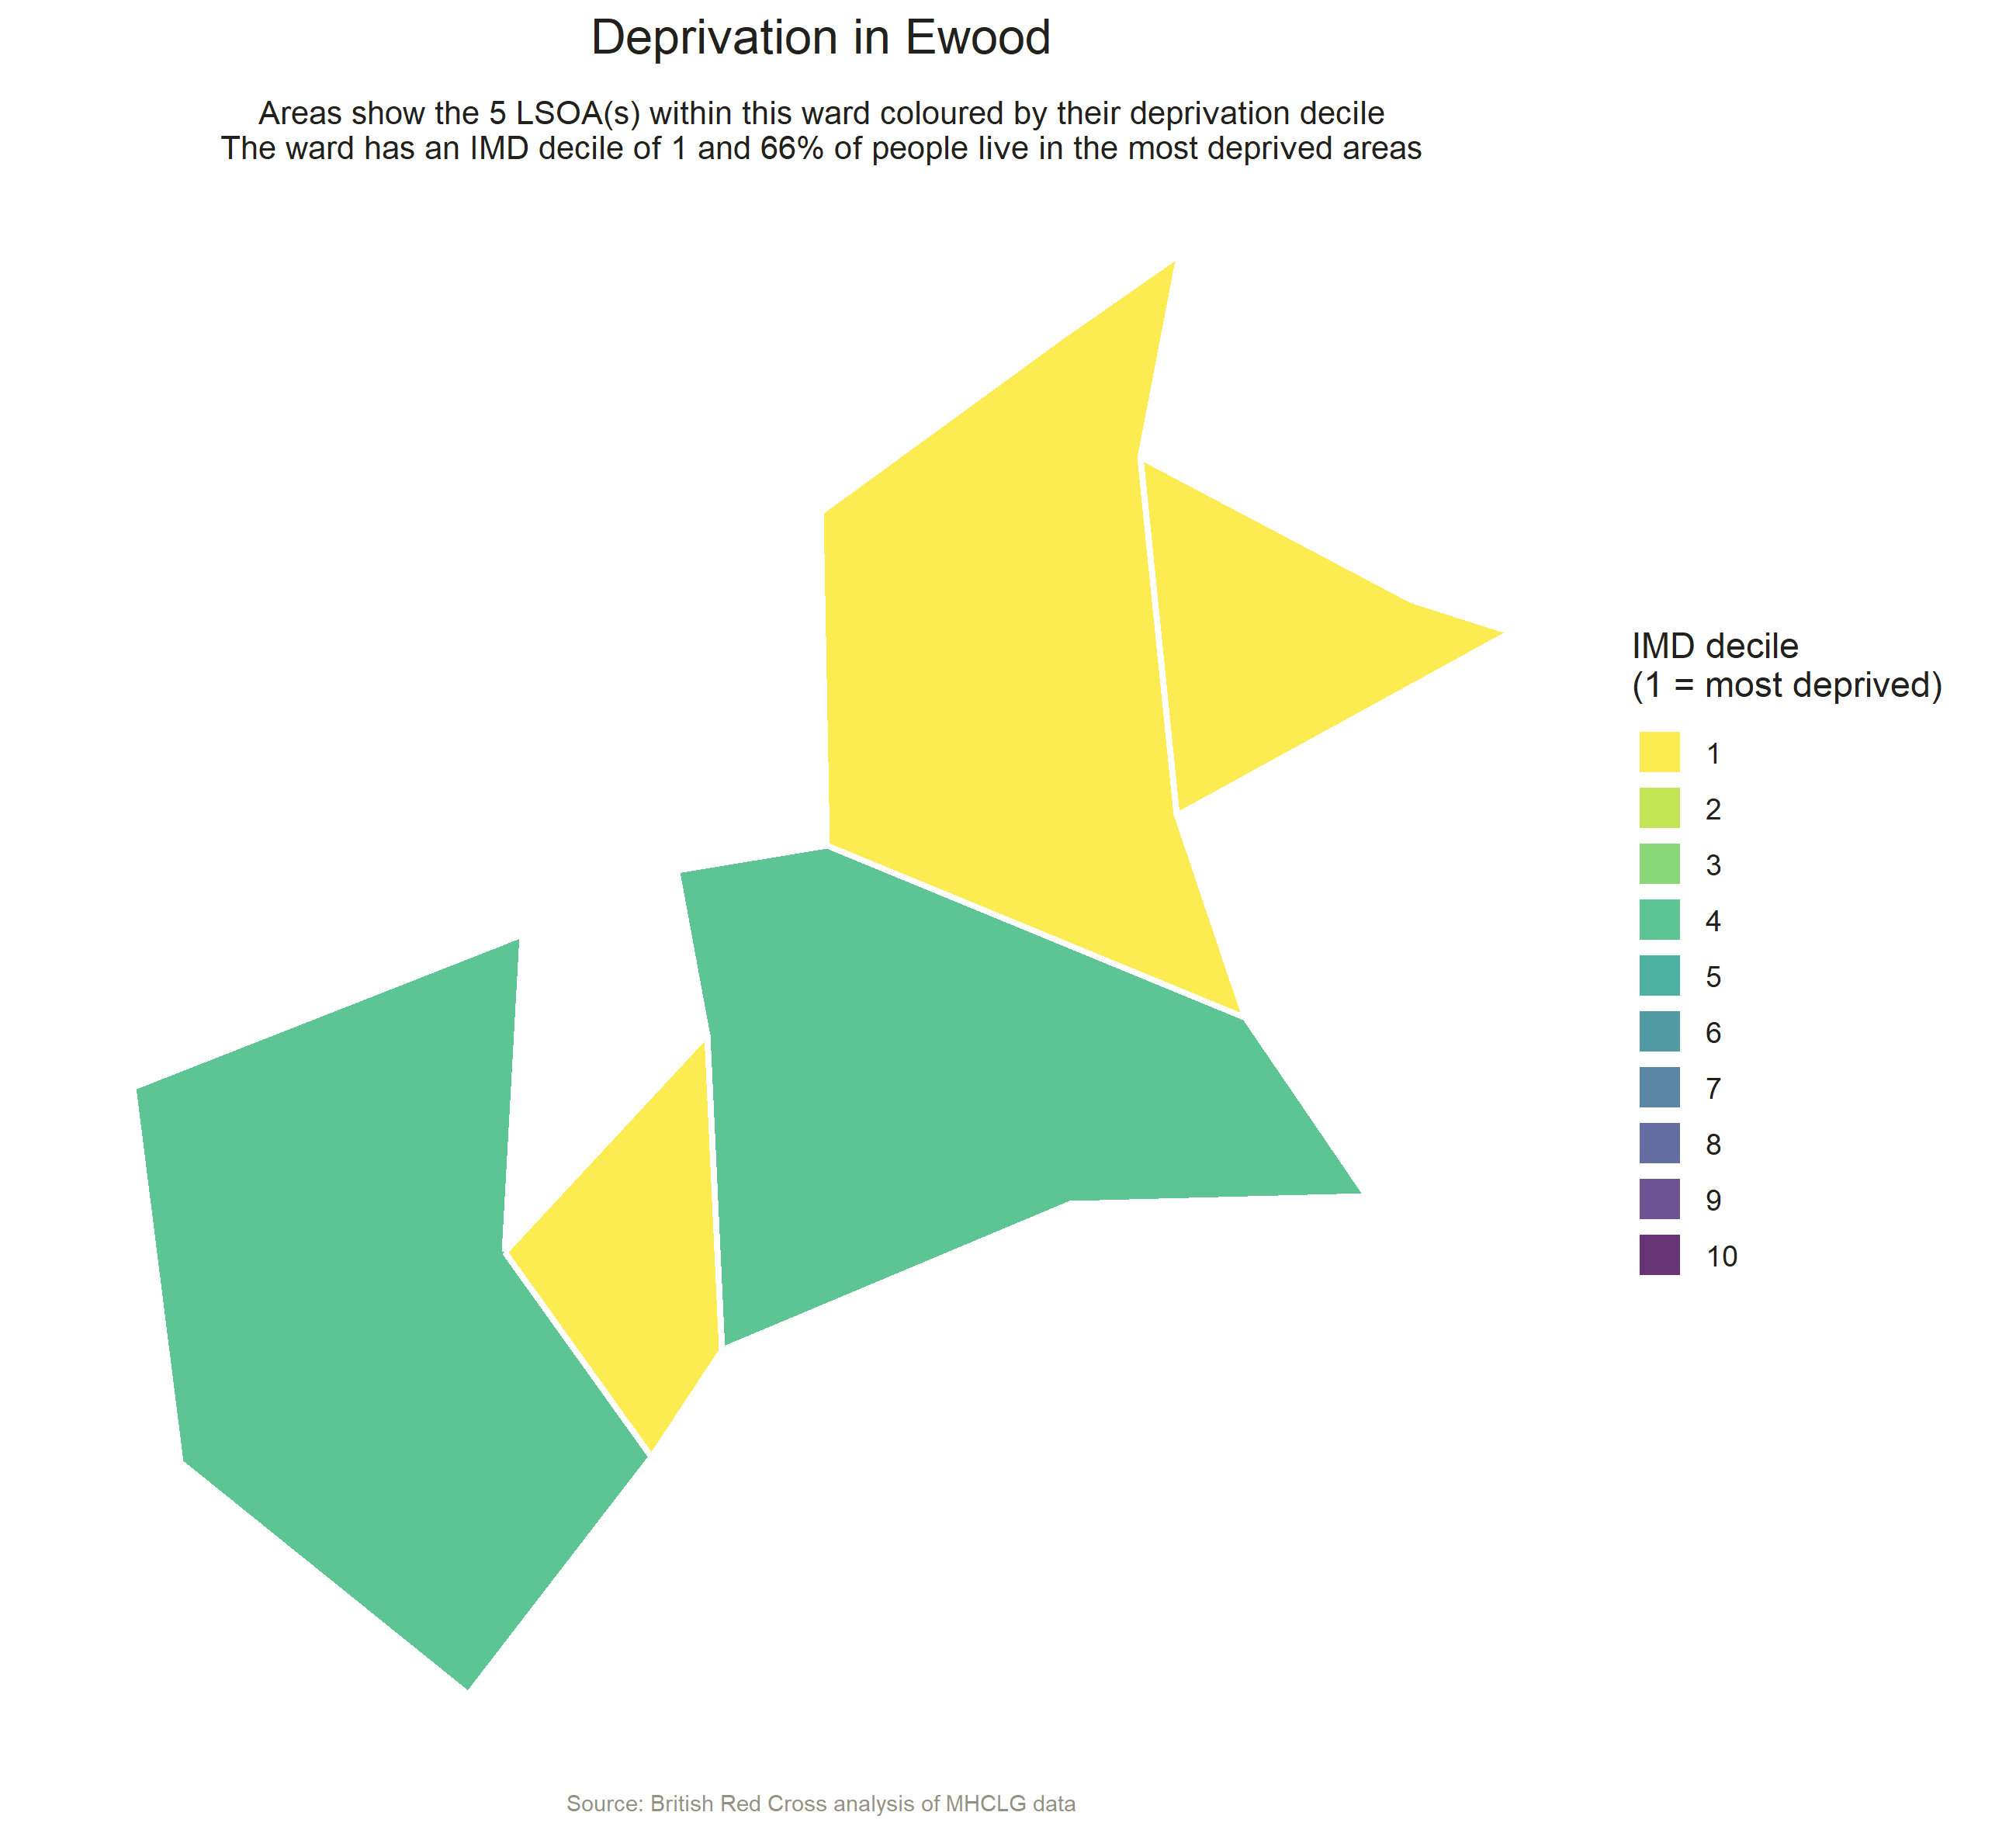 Deprivation in Ewood
Areas show the 5 LSOA(s) within this ward coloured by their deprivation decile
The ward has an IMD decile of 1 and 66% of people live in the most deprived areas
IMD decile
(1 = most deprived)
1
2
3
4
5
6
7
8
9
10
Source: British Red Cross analysis of MHCLG data